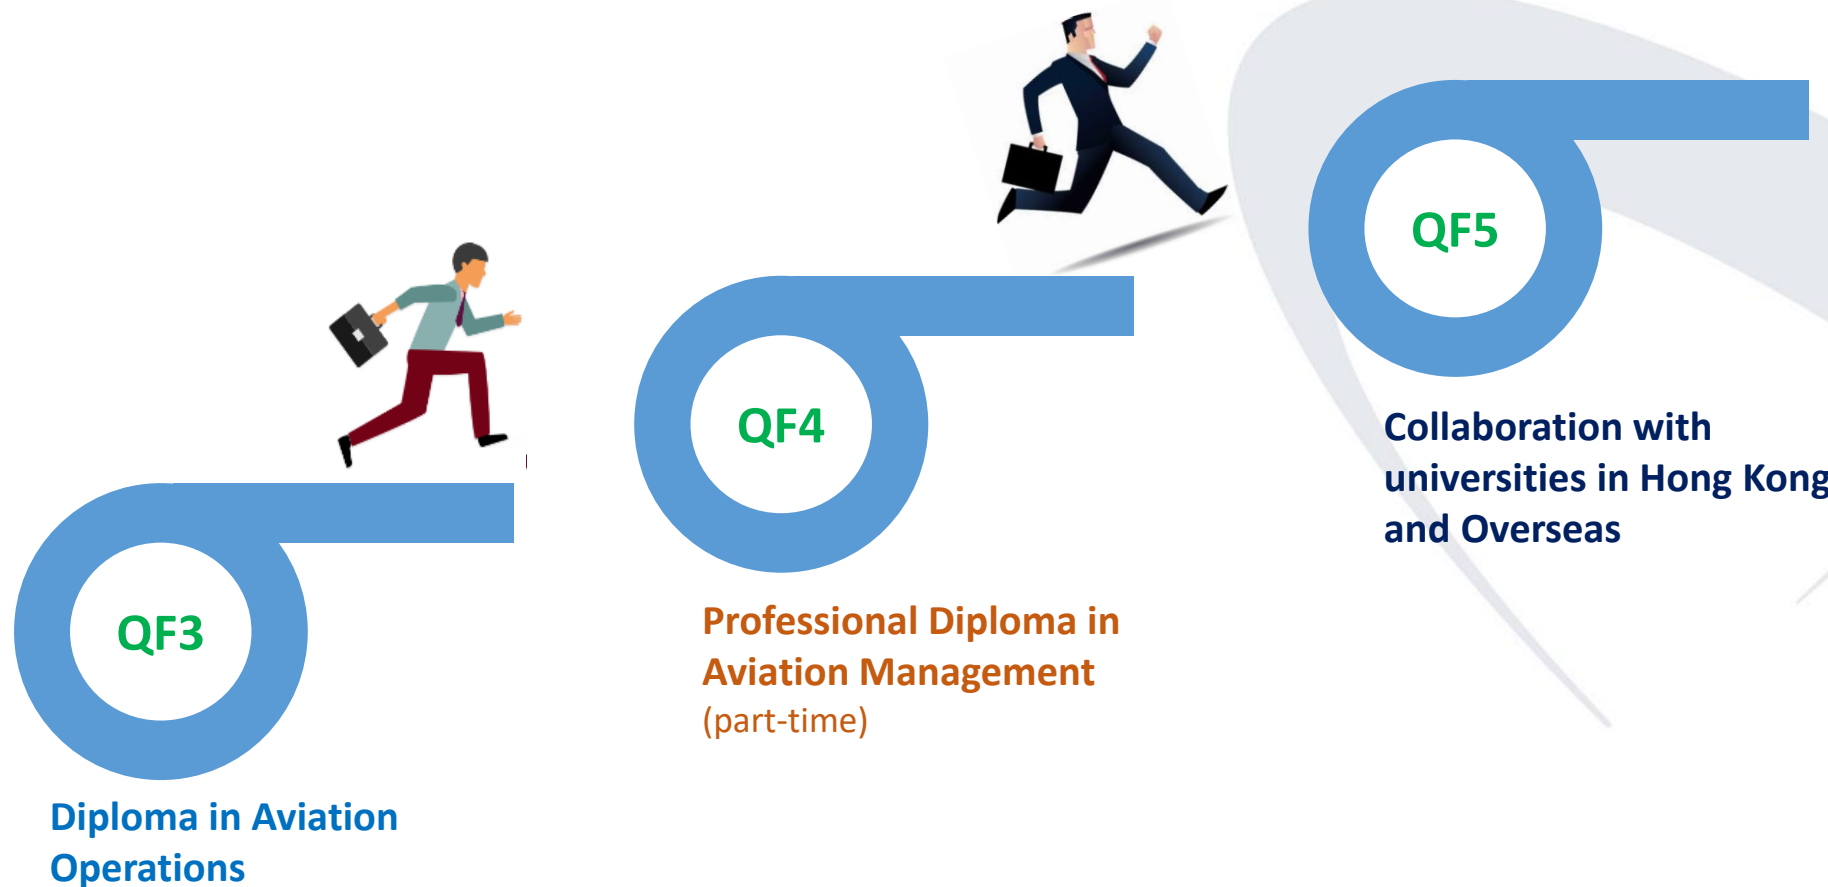 QF5
Collaboration with
universities in Hong Kong
and Overseas
QF4
Professional Diploma in
Aviation Management
(part-time)
QF3
Diploma in Aviation
Operations